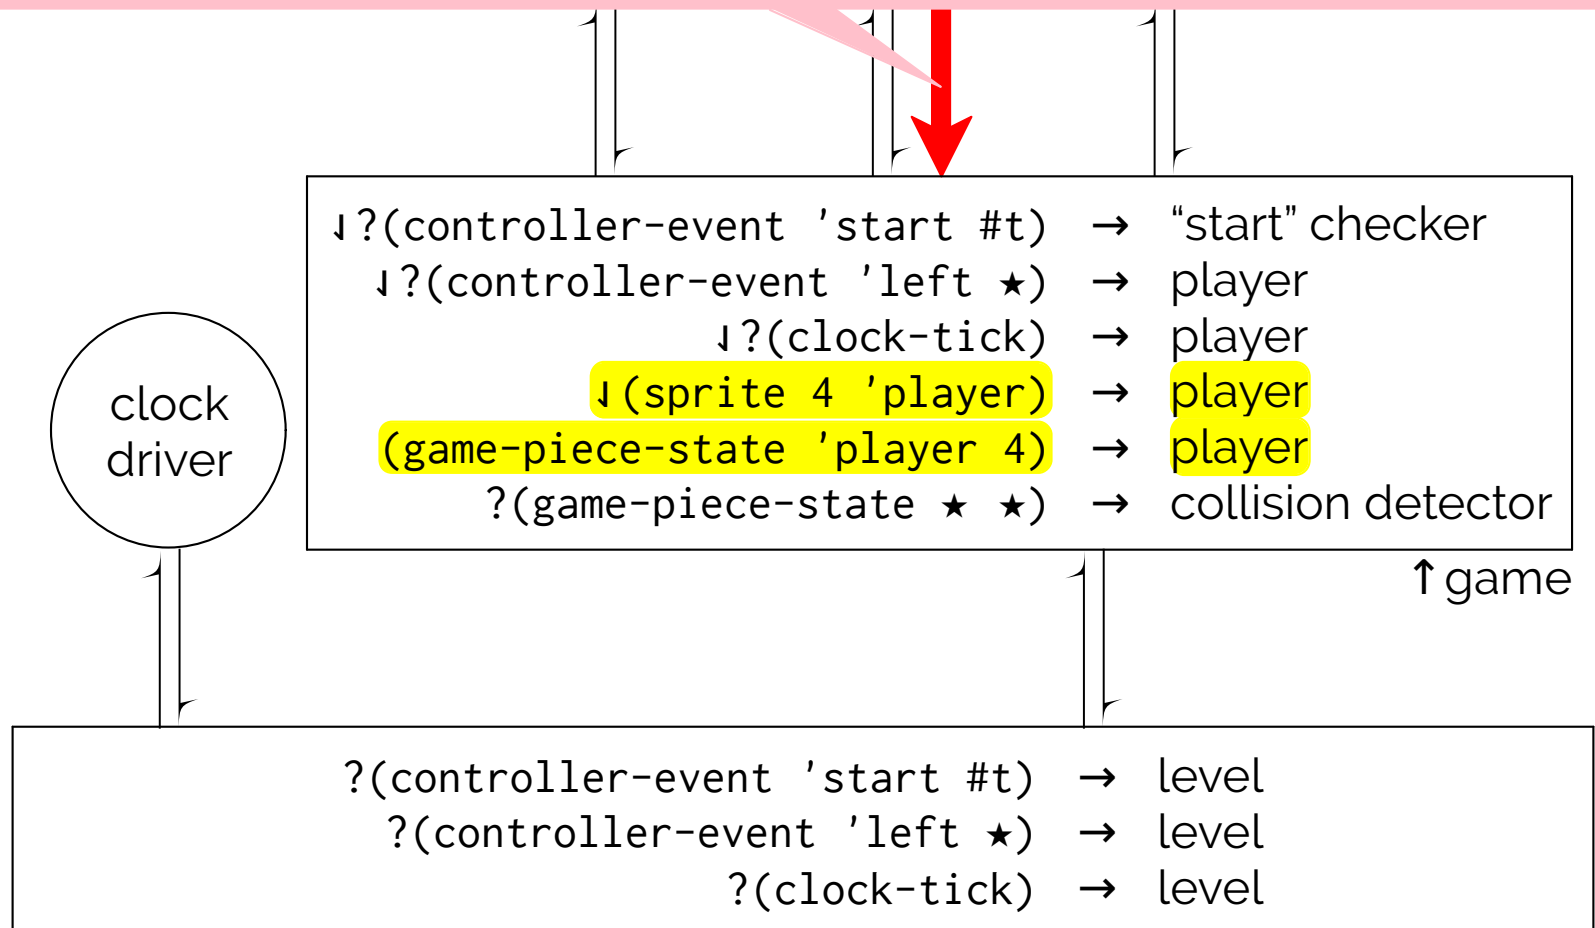 ⇃?(controller-event 'start #t) → “start” checker
⇃?(controller-event 'left ★) → player
⇃?(clock-tick) → player
⇃(sprite 4 'player) → player
(game-piece-state 'player 4) → player
?(game-piece-state ★ ★) → collision detector
clock
driver
↑game
?(controller-event 'start #t) → level
?(controller-event 'left ★) → level
?(clock-tick) → level